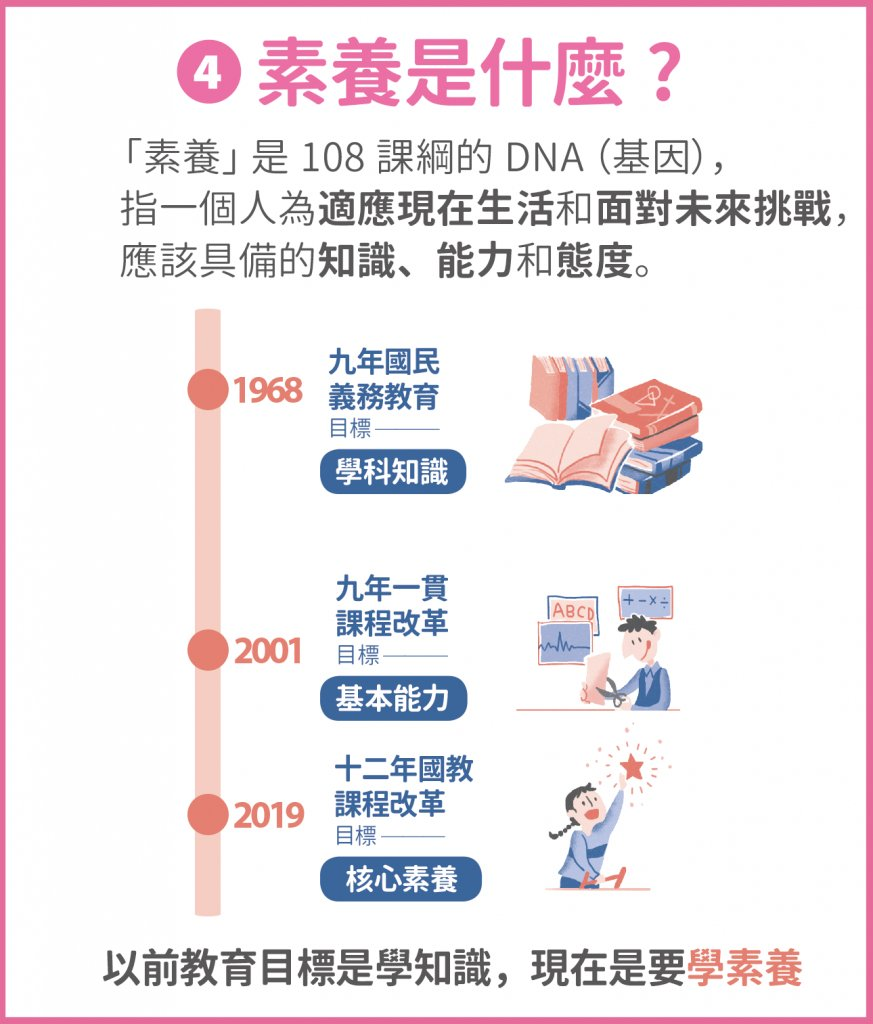 4 素養是什麼？
「素養」是 108 課綱的 DNA（基因），
指一個人為適應現在生活和面對未來挑戰，
應該具備的知識、能力和態度。
1968
九年國民
義務教育
目標
學科知識
2001
九年一貫
課程改革
目標
基本能力
ABCD
+-×÷
2019
十二年國教
課程改革
目標
核心素養
以前教育目標是學知識，現在是要學素養